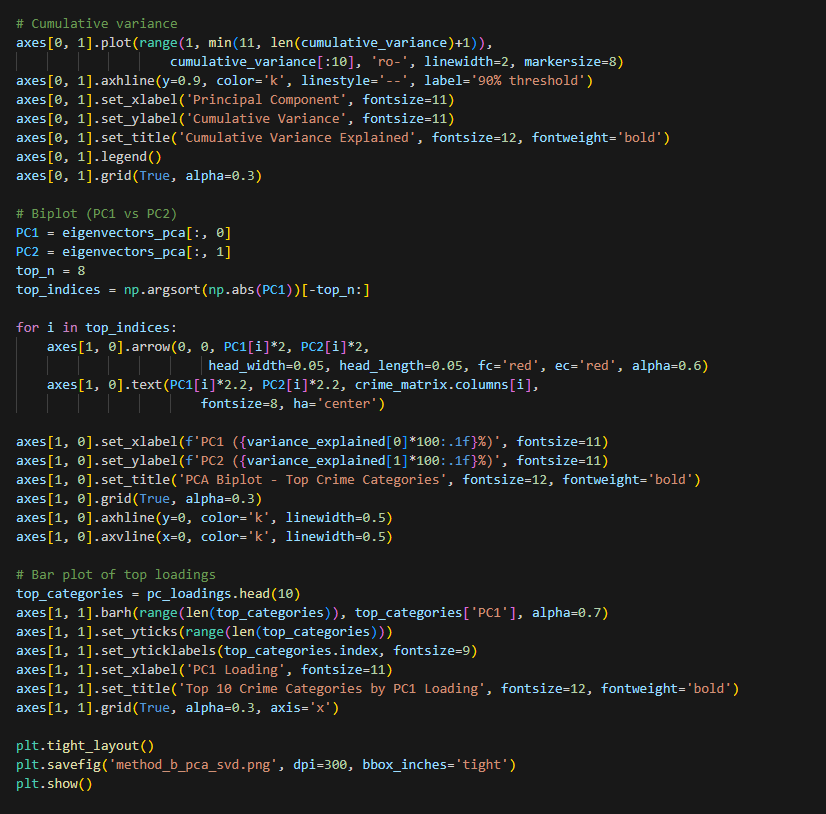 # Cumulative variance
axes[0, 1].plot(range(1, min(11, len(cumulative_variance)+1)),
                    cumulative_variance[:10], 'ro-', linewidth=2, markersize=8)
axes[0, 1].axhline(y=0.9, color='k', linestyle='--', label='90% threshold')
axes[0, 1].set_xlabel('Principal Component', fontsize=11)
axes[0, 1].set_ylabel('Cumulative Variance', fontsize=11)
axes[0, 1].set_title('Cumulative Variance Explained', fontsize=12, fontweight='bold')
axes[0, 1].legend()
axes[0, 1].grid(True, alpha=0.3)

# Biplot (PC1 vs PC2)
PC1 = eigenvectors_pca[:, 0]
PC2 = eigenvectors_pca[:, 1]
top_n = 8
top_indices = np.argsort(np.abs(PC1))[-top_n:]

for i in top_indices:
    axes[1, 0].arrow(0, 0, PC1[i]*2, PC2[i]*2,
                         head_width=0.05, head_length=0.05, fc='red', ec='red', alpha=0.6)
    axes[1, 0].text(PC1[i]*2.2, PC2[i]*2.2, crime_matrix.columns[i],
                        fontsize=8, ha='center')

axes[1, 0].set_xlabel(f'PC1 ({variance_explained[0]*100:.1f}%)', fontsize=11)
axes[1, 0].set_ylabel(f'PC2 ({variance_explained[1]*100:.1f}%)', fontsize=11)
axes[1, 0].set_title('PCA Biplot - Top Crime Categories', fontsize=12, fontweight='bold')
axes[1, 0].grid(True, alpha=0.3)
axes[1, 0].axhline(y=0, color='k', linewidth=0.5)
axes[1, 0].axvline(x=0, color='k', linewidth=0.5)

# Bar plot of top loadings
top_categories = pc_loadings.head(10)
axes[1, 1].barh(range(len(top_categories)), top_categories['PC1'], alpha=0.7)
axes[1, 1].set_yticks(range(len(top_categories)))
axes[1, 1].set_yticklabels(top_categories.index, fontsize=9)
axes[1, 1].set_xlabel('PC1 Loading', fontsize=11)
axes[1, 1].set_title('Top 10 Crime Categories by PC1 Loading', fontsize=12, fontweight='bold')
axes[1, 1].grid(True, alpha=0.3, axis='x')

plt.tight_layout()
plt.savefig('method_b_pca_svd.png', dpi=300, bbox_inches='tight')
plt.show()